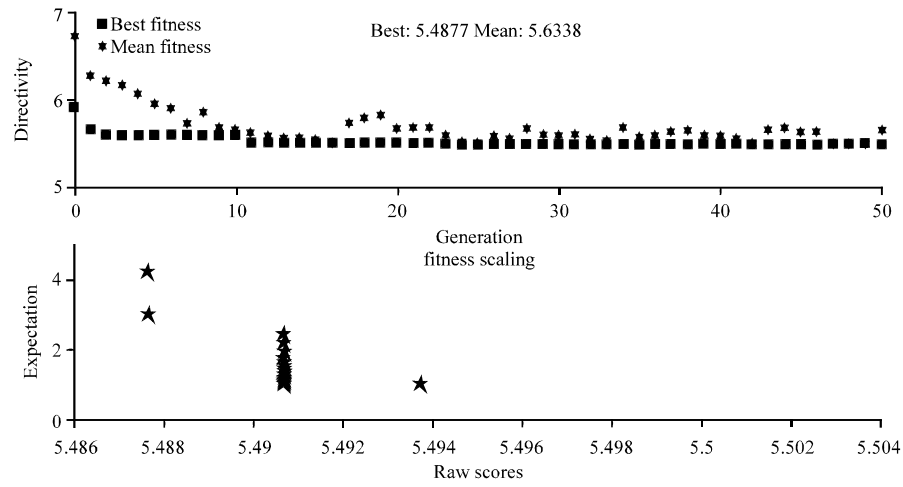 7
Best fitness
Mean fitness
Best: 5.4877 Mean: 5.6338
Directivity
6
5
0 10 20 30 40 50
Generation
fitness scaling
Expectation
4
2
0
5.486 5.488 5.49 5.492 5.494 5.496 5.498 5.5 5.502 5.504
Raw scores